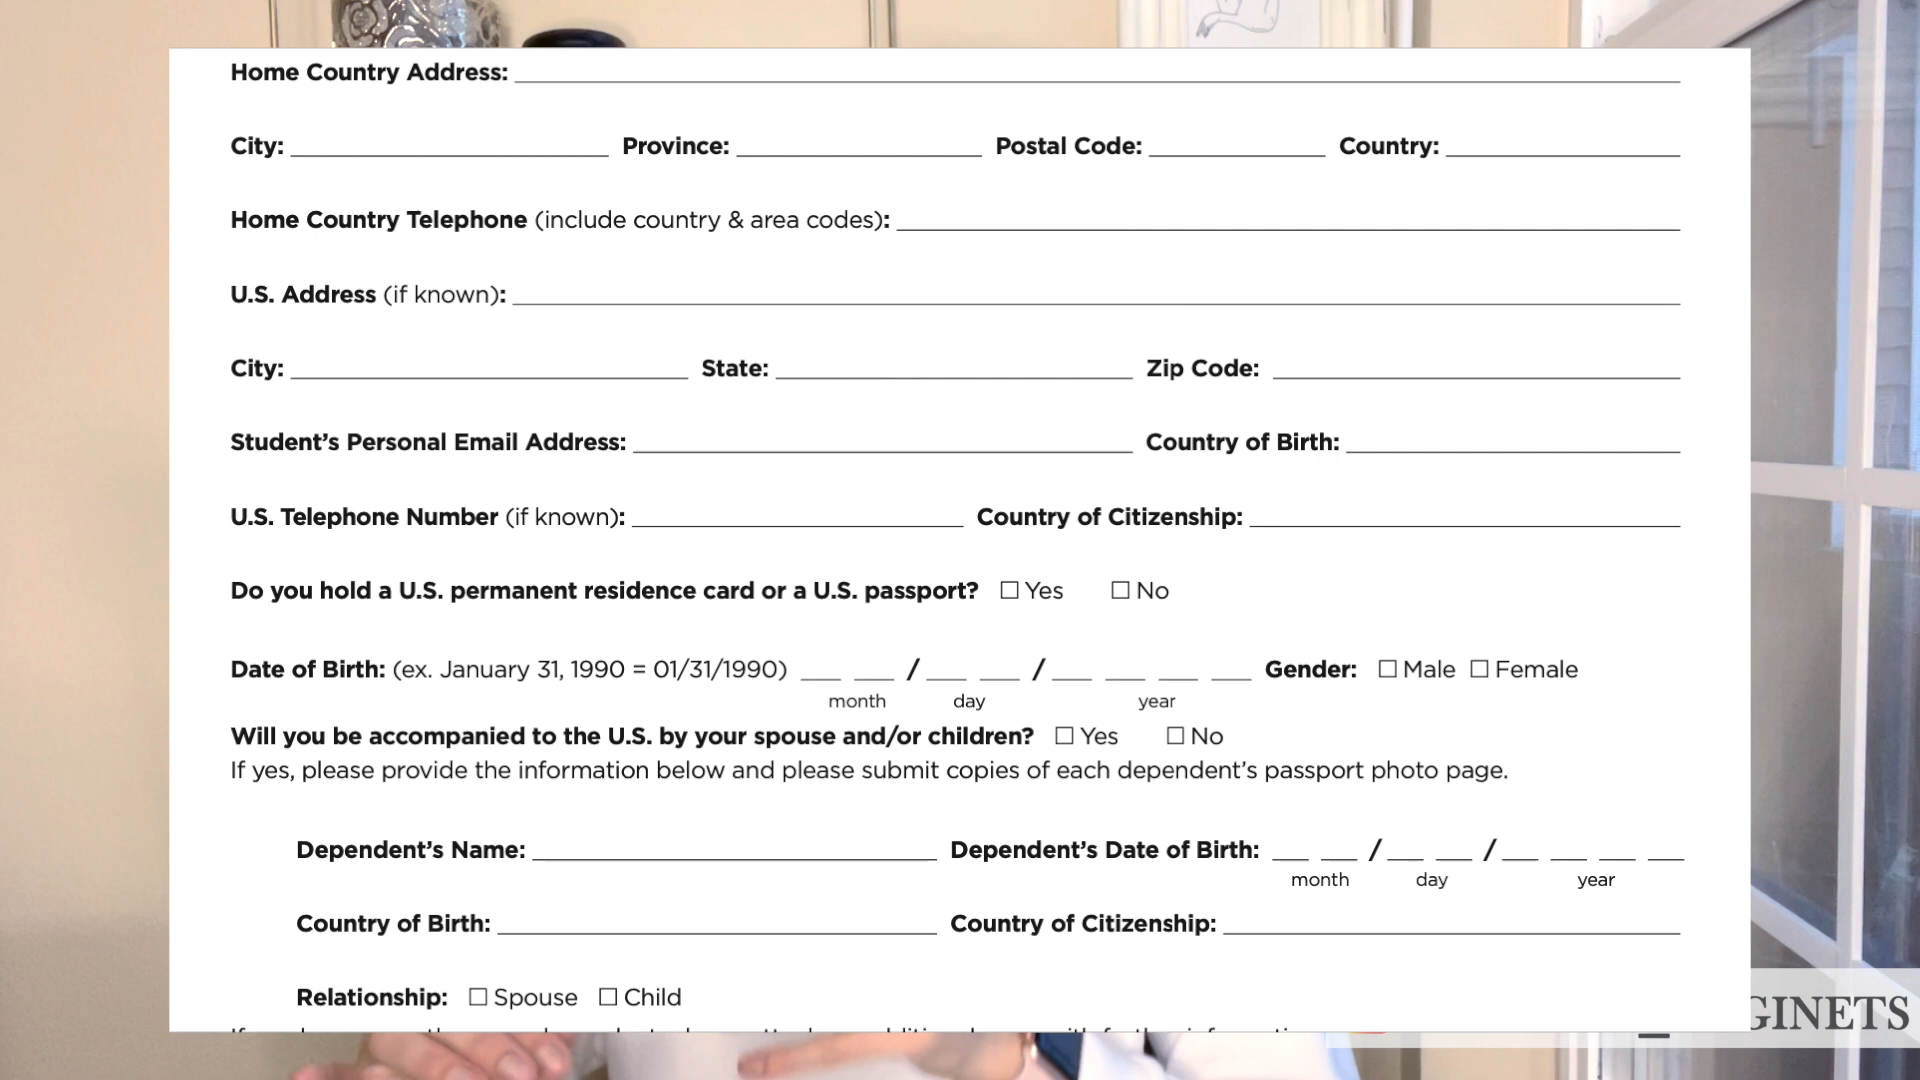 Home Country Address:
City: Province: Postal Code: Country:
Home Country Telephone (include country & area codes):
U.S. Address (if known):
City: State: Zip Code:
Student’s Personal Email Address: Country of Birth:
U.S. Telephone Number (if known): Country of Citizenship:
Do you hold a U.S. permanent residence card or a U.S. passport? ☐ Yes ☐ No
Date of Birth: (ex. January 31, 1990 = 01/31/1990) / / Gender: ☐ Male ☐ Female
month day year
Will you be accompanied to the U.S. by your spouse and/or children? ☐ Yes ☐ No
If yes, please provide the information below and please submit copies of each dependent’s passport photo page.
Dependent’s Name: Dependent’s Date of Birth: / /
month day year
Country of Birth: Country of Citizenship:
Relationship: ☐ Spouse ☐ Child
GINETS